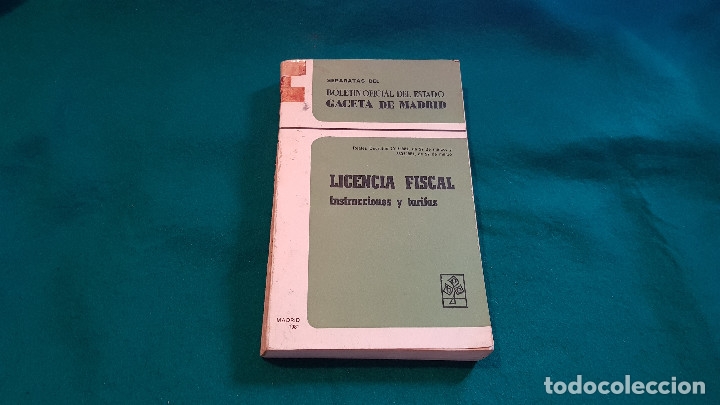 SEPARATAS DEL
BOLETIN OFICIAL DEL ESTADO
GACETA DE MADRID
LICENCIA FISCAL
Instrucciones y tarifas
MADRID
todocoleccion